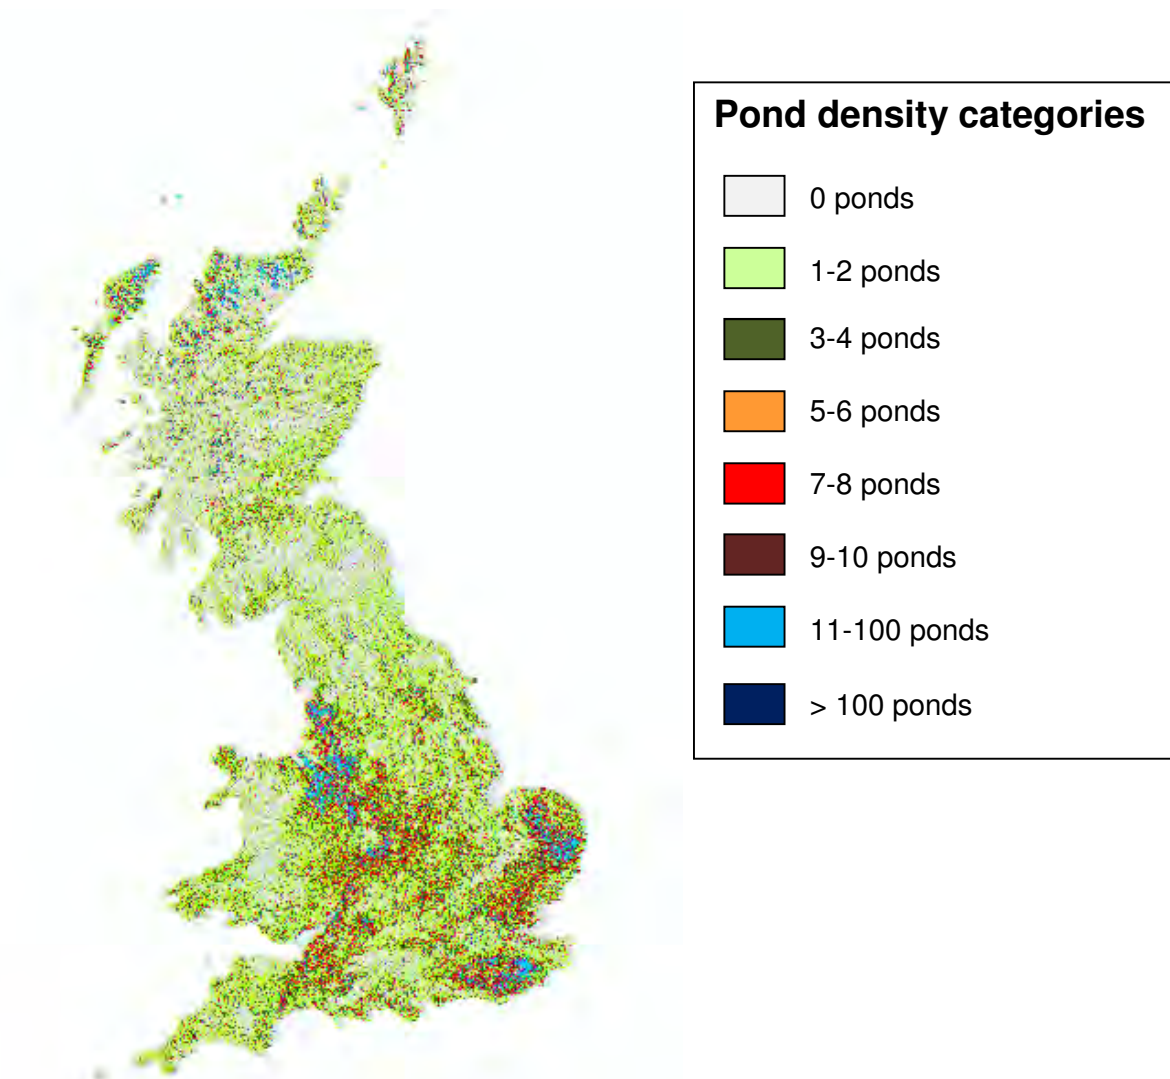 Pond density categories
0 ponds
1-2 ponds
3-4 ponds
5-6 ponds
7-8 ponds
9-10 ponds
11-100 ponds
> 100 ponds